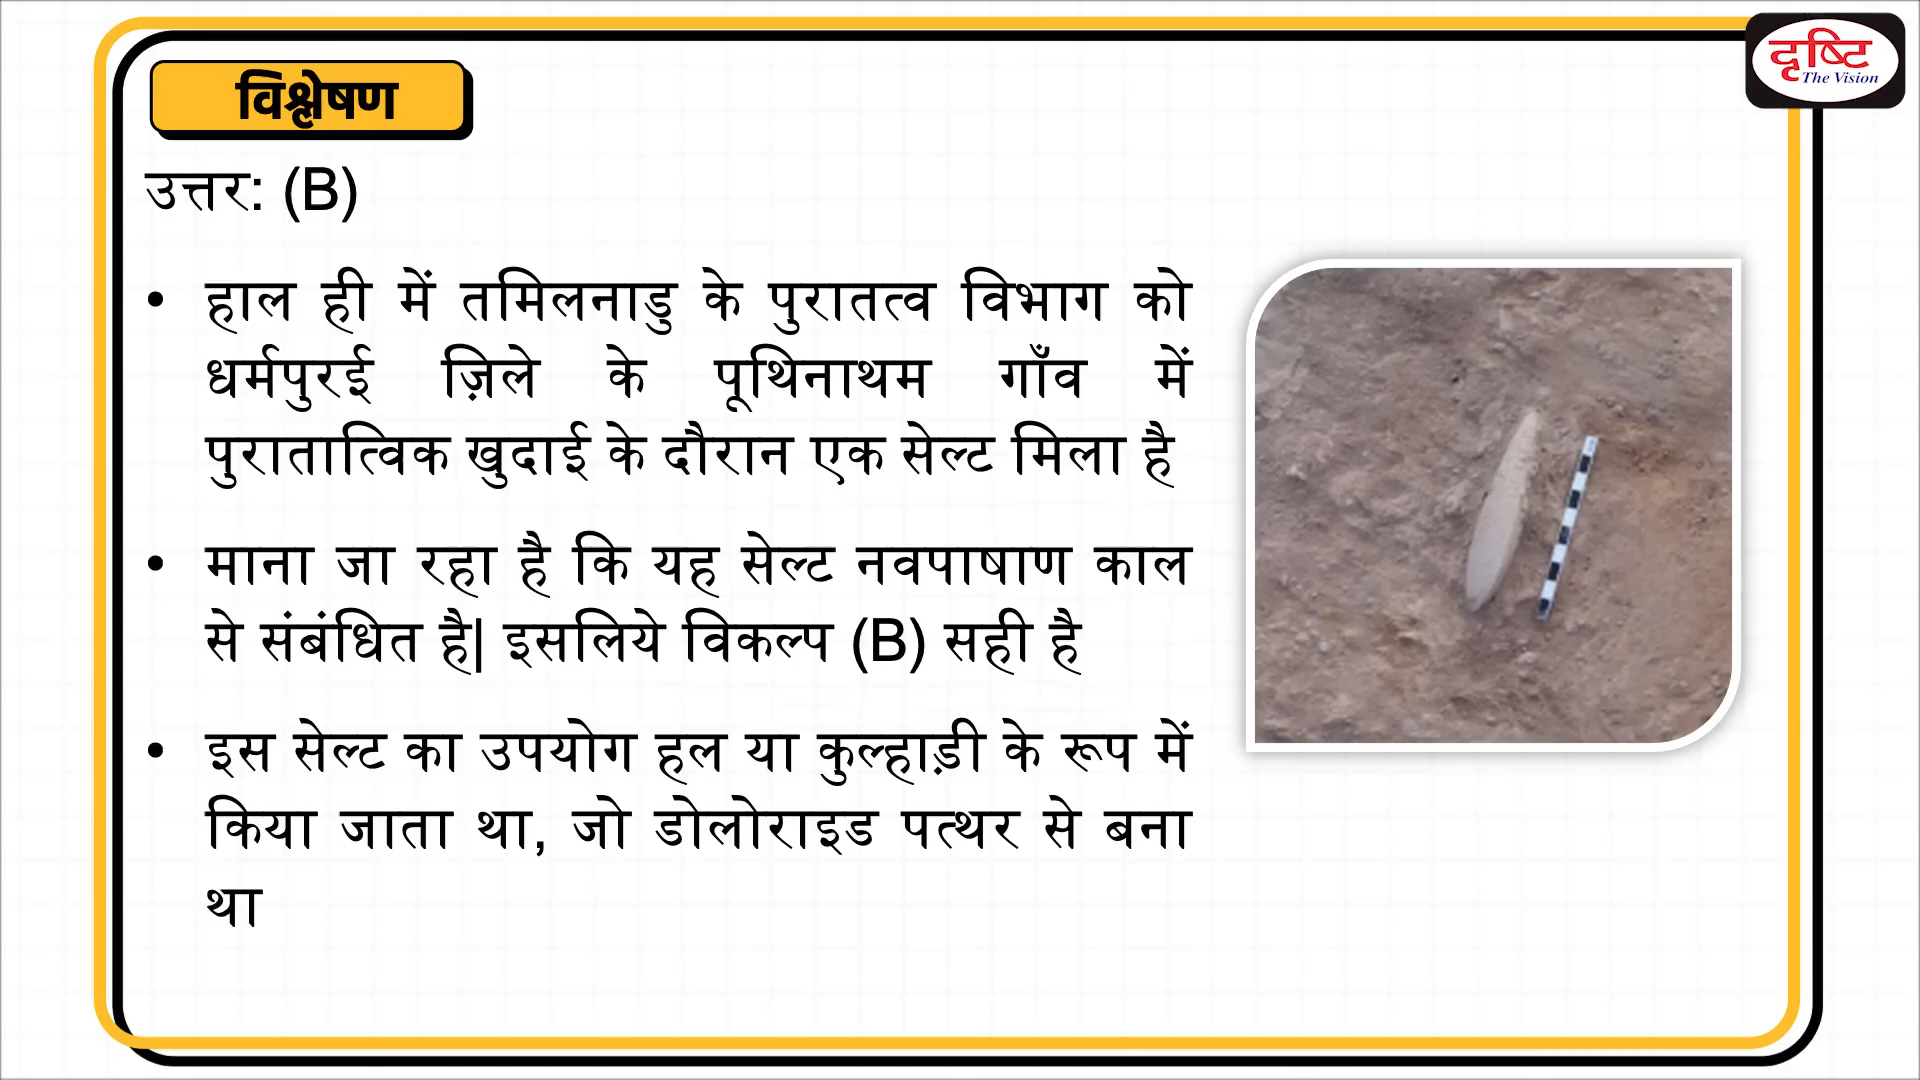 दृष्टि
The Vision
विश्लेषण
उत्तर: (B)
• हाल ही में तमिलनाडु के पुरातत्व विभाग को
धर्मपुरई ज़िले के पूथिनाथम गाँव में
पुरातात्विक खुदाई के दौरान एक सेल्ट मिला है
• माना जा रहा है कि यह सेल्ट नवपाषाण काल
से संबंधित है| इसलिये विकल्प (B) सही है
• इस सेल्ट का उपयोग हल या कुल्हाड़ी के रूप में
किया जाता था, जो डोलोराइड पत्थर से बना
था